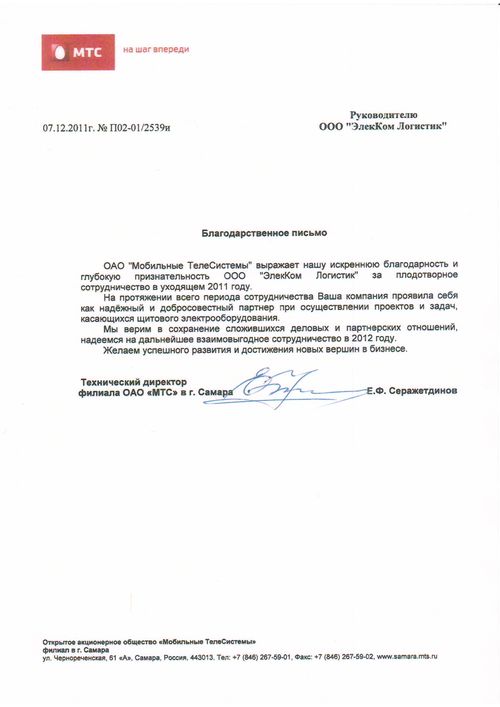 МТС
на шаг впереди
07.12.2011г. № П02-01/2539и
Руководителю
ООО "ЭлекКом Логистик"
Благодарственное письмо
ОАО "Мобильные ТелеСистемы" выражает нашу искреннюю благодарность и
глубокую признательность ООО "ЭлекКом Логистик" за плодотворное
сотрудничество в уходящем 2011 году.
На протяжении всего периода сотрудничества Ваша компания проявила себя
как надёжный и добросовестный партнер при осуществлении проектов и задач,
касающихся щитового электрооборудования.
Мы верим в сохранение сложившихся деловых и партнерских отношений,
надеемся на дальнейшее взаимовыгодное сотрудничество в 2012 году.
Желаем успешного развития и достижения новых вершин в бизнесе.
Технический директор
филиала ОАО «МТС» в г. Самара Е.Ф. Серажетдинов
Открытое акционерное общество «Мобильные ТелеСистемы»
филиал в г. Самара
ул. Чернореченская, 61 «А», Самара, Россия, 443013. Тел: +7 (846) 267-59-01, Факс: +7 (846) 267-59-02, www.samara.mts.ru